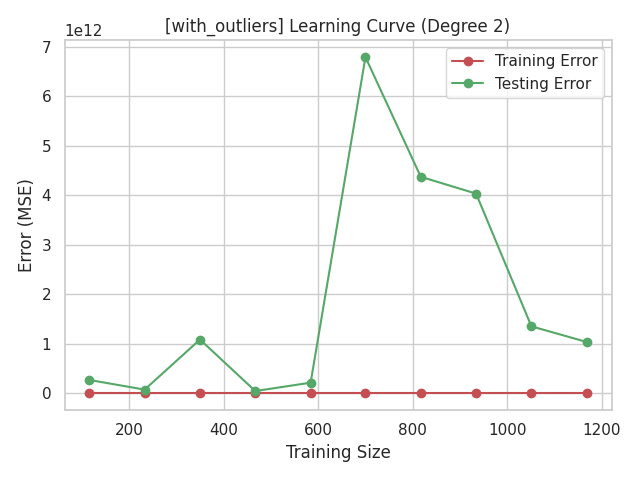 [with_outliers] Learning Curve (Degree 2)
1e12
Training Error
Testing Error
7
6
5
4
3
2
1
0
Error (MSE)
200 400 600 800 1000 1200
Training Size